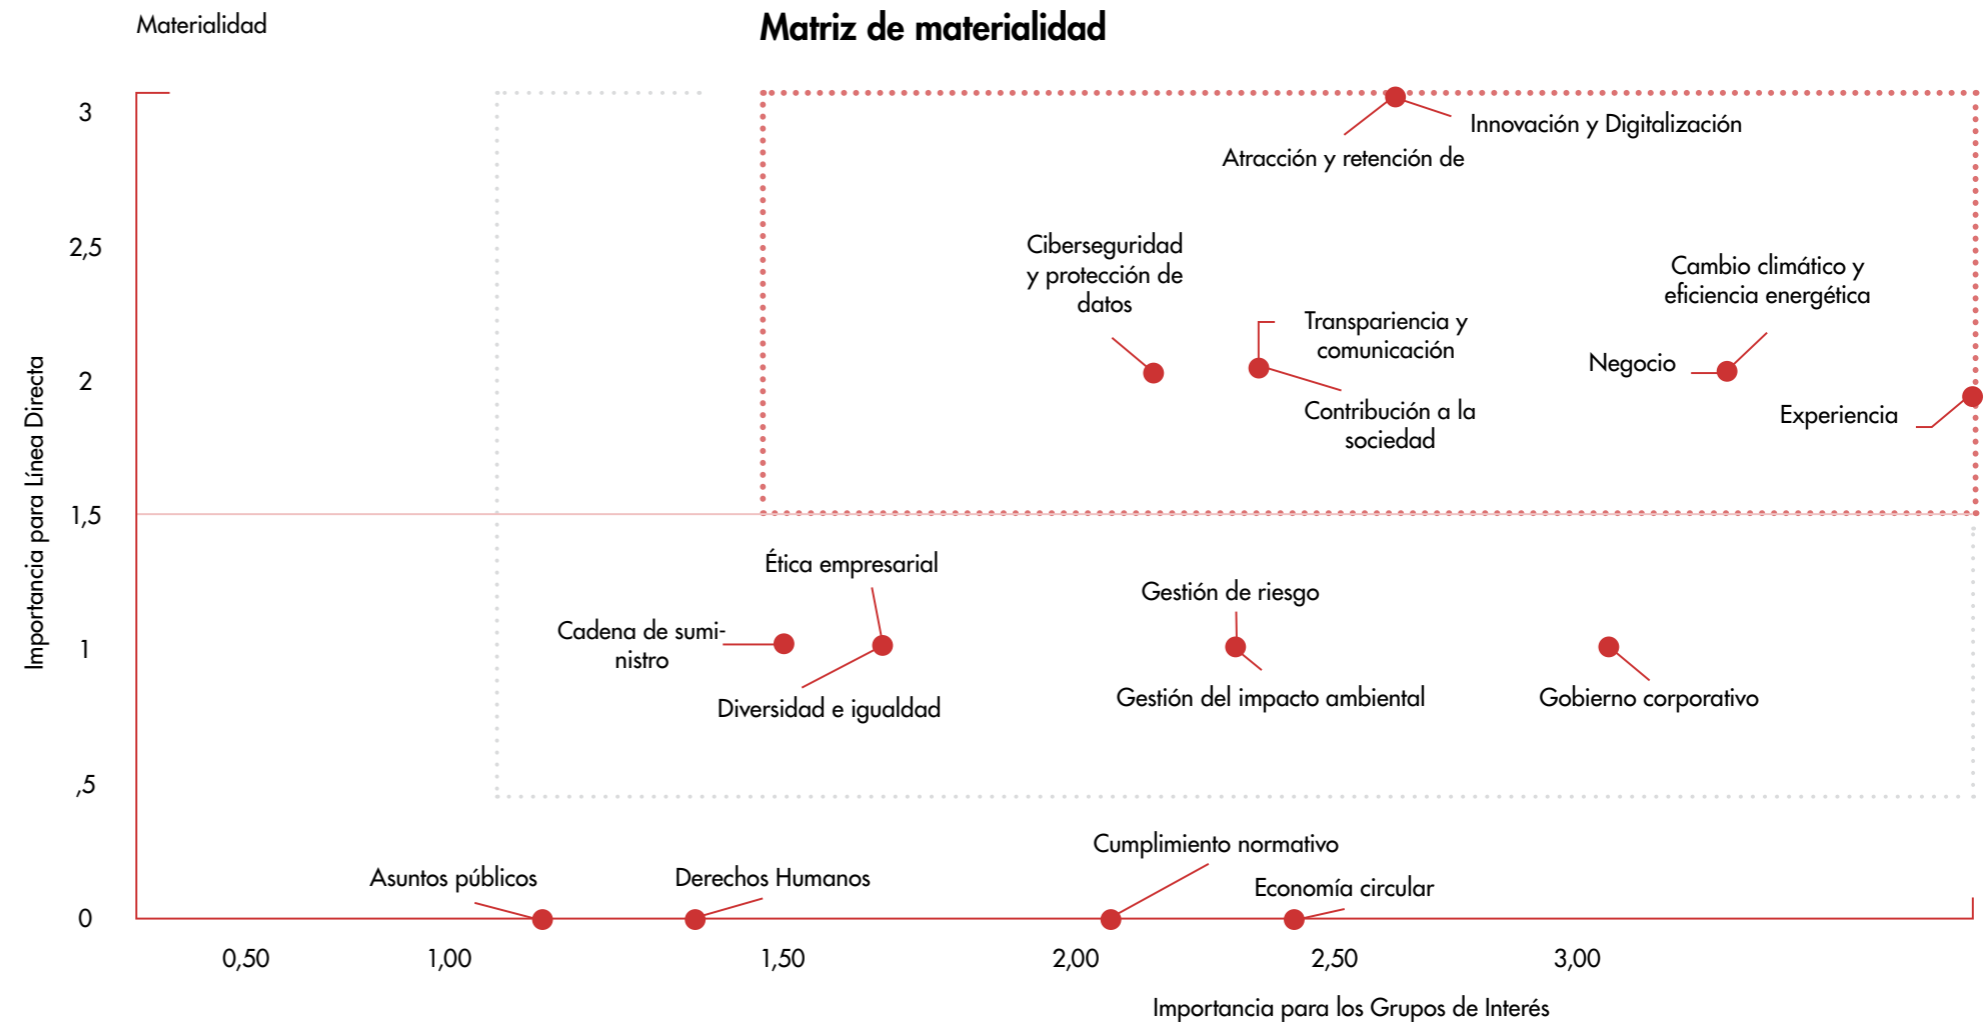 Materialidad
Matriz de materialidad
3
Innovación y Digitalización
Atracción y retención de
2,5
Ciberseguridad
y protección de
datos
Cambio climático y
eficiencia energética
Transpariencia y
comunicación
Negocio
2
Contribución a la
sociedad
Experiencia
Importancia para Línea Directa
1,5
Ética empresarial
Gestión de riesgo
Cadena de sumi-
nistro
1
Diversidad e igualdad
Gestión del impacto ambiental
Gobierno corporativo
,5
Cumplimiento normativo
Asuntos públicos
Derechos Humanos
Economía circular
0
0,50
1,00
1,50
2,00
2,50
3,00
Importancia para los Grupos de Interés